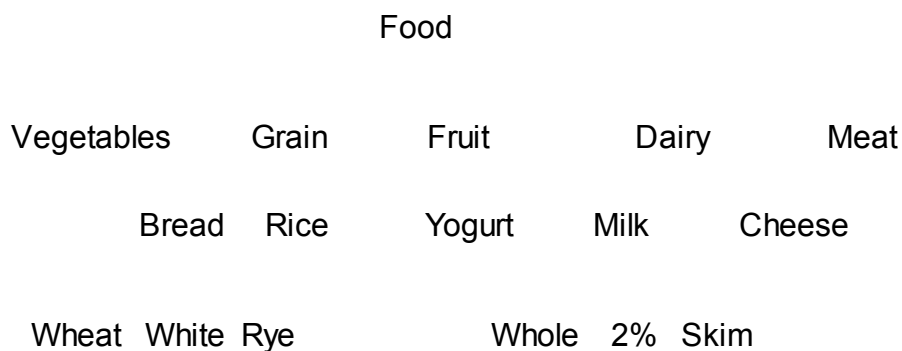 Food
Vegetables Grain Fruit Dairy Meat
Bread Rice Yogurt Milk Cheese
Wheat White Rye Whole 2% Skim